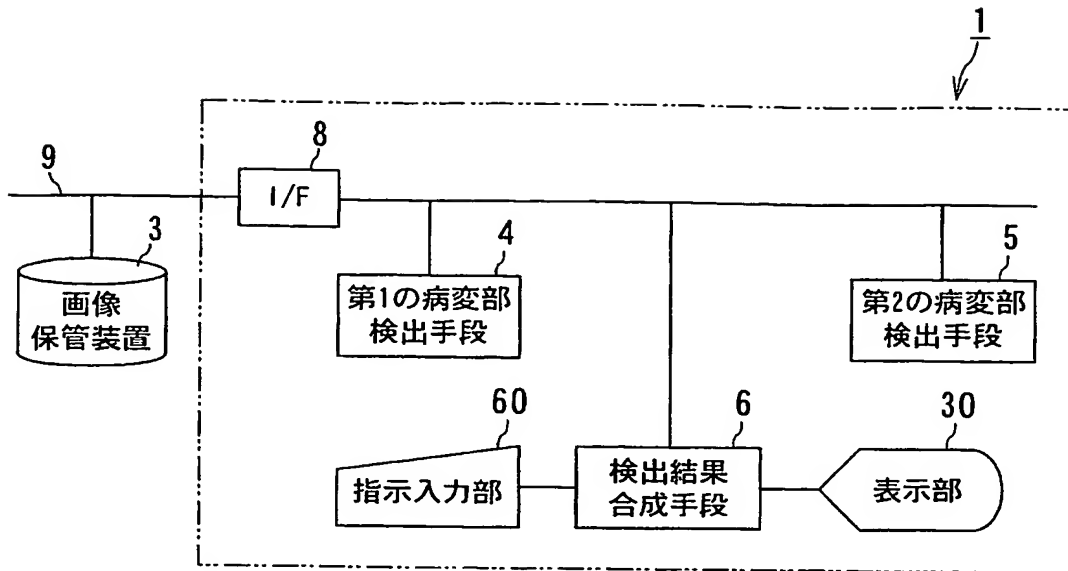 1
8
9
I/F
3
4
5
画像
保管装置
第1の病変部
検出手段
第2の病変部
検出手段
60
6
30
指示入力部
検出結果
合成手段
表示部